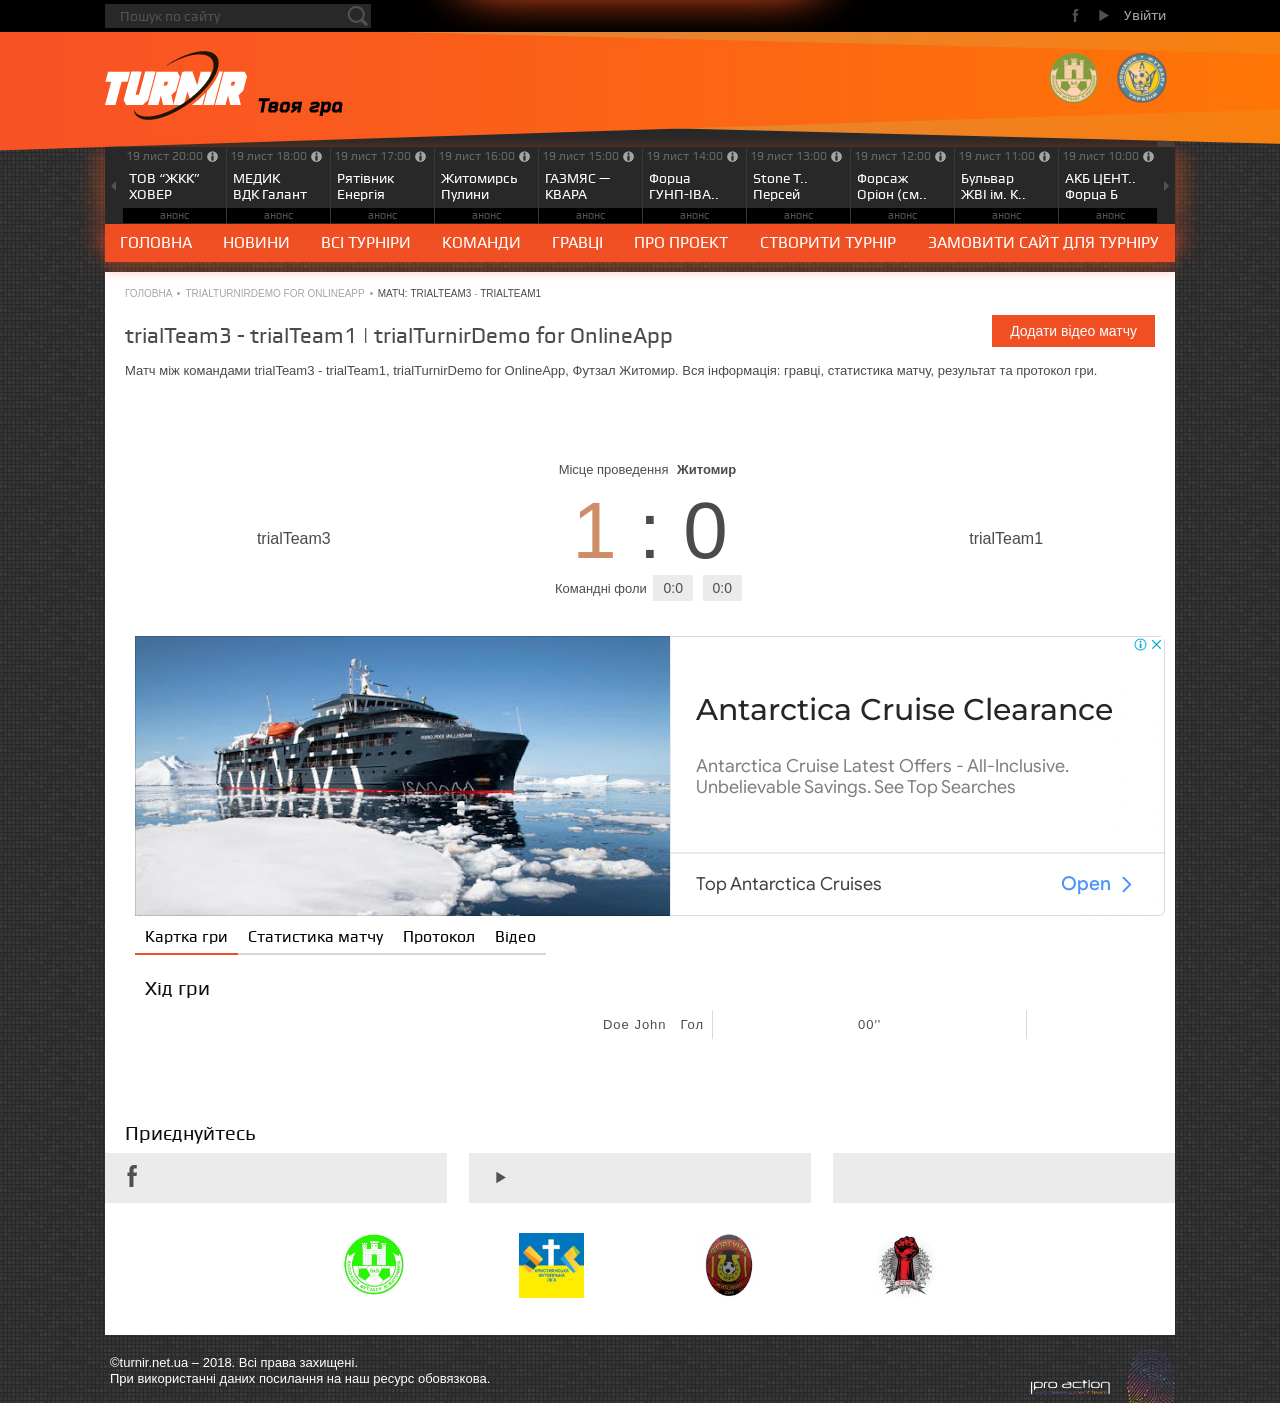 Пошук по сайту
Увійти
TURNIR Твоя гра
19 лист 20:00 19 лист 18:00 19 лист 17:00 19 лист 16:00 19 лист 15:00 19 лист 14:00 19 лист 13:00 19 лист 12:00 19 лист 11:00 19 лист 10:00
ТОВ “ЖКК” МЕДИК Рятівник Житомирсь ГАЗМЯС — Форца Stone T.. Форсаж Бульвар АКБ ЦЕНТ..
ХОВЕР ВДК Галант Енергія Пулини КВАРА ГУНП-ІВА.. Персей Оріон (см.. ЖВІ ім. К.. Форца Б
анонс анонс анонс анонс анонс анонс анонс анонс анонс анонс
ГОЛОВНА НОВИНИ ВСІ ТУРНІРИ КОМАНДИ ГРАВЦІ ПРО ПРОЕКТ СТВОРИТИ ТУРНІР ЗАМОВИТИ САЙТ ДЛЯ ТУРНІРУ
ГОЛОВНА • TRIALTURNIRDEMO FOR ONLINEAPP • МАТЧ: TRIALTEAM3 - TRIALTEAM1
trialTeam3 - trialTeam1 | trialTurnirDemo for OnlineApp
Додати відео матчу
Матч між командами trialTeam3 - trialTeam1, trialTurnirDemo for OnlineApp, Футзал Житомир. Вся інформація: гравці, статистика матчу, результат та протокол гри.
Місце проведення Житомир
trialTeam3 1 : 0 trialTeam1
Командні фоли 0:0 0:0
Antarctica Cruise Clearance
Antarctica Cruise Latest Offers - All-Inclusive.
Unbelievable Savings. See Top Searches
Top Antarctica Cruises Open
Картка гри Статистика матчу Протокол Відео
Хід гри
Doe John Гол 00''
Приєднуйтесь
ФОРТУНА
©turnir.net.ua – 2018. Всі права захищені.
При використанні даних посилання на наш ресурс обовязкова.
pro action